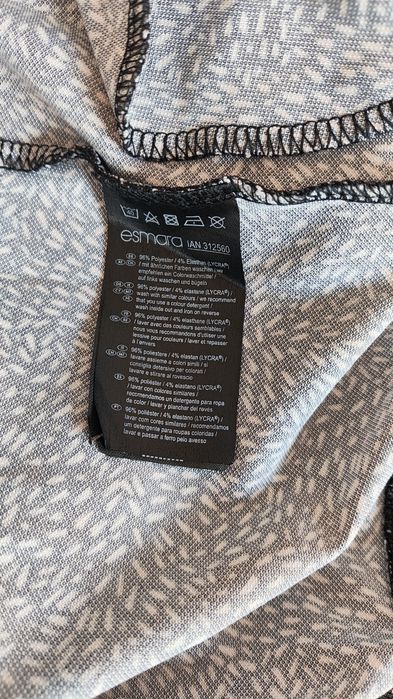 esmara IAN 312560
96% Polyester / 4% Elasthan (LYCRA®)
/ mit ähnlichen Farben waschen / wir
empfehlen ein Colorwaschmittel /
auf links waschen und bügeln
96% polyester / 4% elastane (LYCRA®) /
wash with similar colours / we recommend
that you use a colour detergent /
wash inside out and iron on reverse
96% polyester / 4% élasthanne (LYCRA®)
/ laver avec des couleurs semblables /
nous vous recommandons d'utiliser une
lessive pour couleurs / laver et repasser à
l'envers
96% poliestere / 4% elastan (LYCRA®) /
lavare assieme a colori simili / si
consiglia detersivo per colorati /
lavare e stirare al rovescio
ES 96% poliéster / 4% elastano (LYCRA®)
/ lavar con colores similares /
recomendamos un detergente para ropa
de color / lavar y planchar del revés
PT 96% poliéster / 4% elastano (LYCRA®) /
lavar com cores similares / recomendamos
um detergente para roupas coloridas /
lavar e passar a ferro pelo avesso